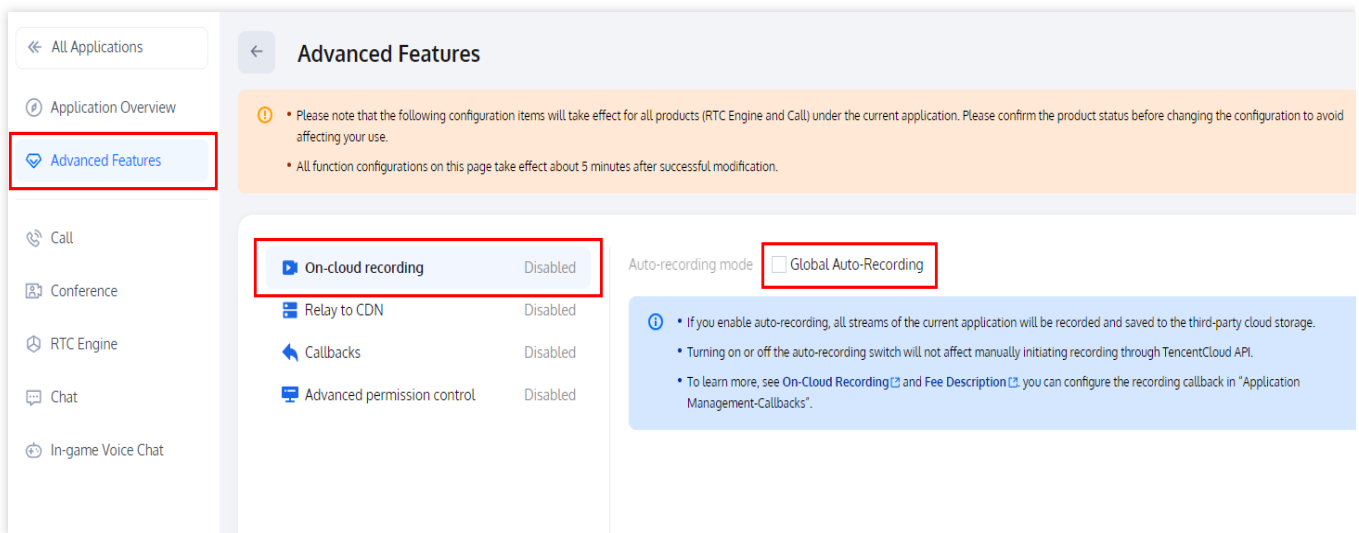 All Applications
Application Overview
Advanced Features
Call
Conference
RTC Engine
Chat
In-game Voice Chat
Advanced Features
• Please note that the following configuration items will take effect for all products (RTC Engine and Call) under the current application. Please confirm the product status before changing the configuration to avoid
affecting your use.
• All function configurations on this page take effect about 5 minutes after successful modification.
On-cloud recording Disabled
Relay to CDN Disabled
Callbacks Disabled
Advanced permission control Disabled
Auto-recording mode Global Auto-Recording
• If you enable auto-recording, all streams of the current application will be recorded and saved to the third-party cloud storage.
• Turning on or off the auto-recording switch will not affect manually initiating recording through TencentCloud API.
• To learn more, see On-Cloud Recording and Fee Description. you can configure the recording callback in "Application
Management-Callbacks".